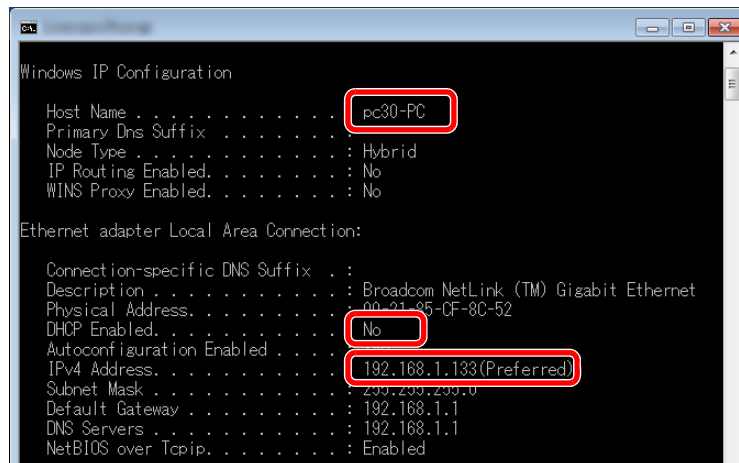 Windows IP Configuration
Host Name . . . . . . . . . . . . : pc30-PC
Primary Dns Suffix . . . . . . . :
Node Type . . . . . . . . . . . . : Hybrid
IP Routing Enabled. . . . . . . . : No
WINS Proxy Enabled. . . . . . . . : No
Ethernet adapter Local Area Connection:
Connection-specific DNS Suffix . :
Description . . . . . . . . . . . : Broadcom NetLink (TM) Gigabit Ethernet
Physical Address. . . . . . . . . : 00-21-85-CF-8C-52
DHCP Enabled. . . . . . . . . . . : No
Autoconfiguration Enabled . . . . :
IPv4 Address. . . . . . . . . . . : 192.168.1.133(Preferred)
Subnet Mask . . . . . . . . . . . : 255.255.255.0
Default Gateway . . . . . . . . . : 192.168.1.1
DNS Servers . . . . . . . . . . . : 192.168.1.1
NetBIOS over Tcpip. . . . . . . . : Enabled